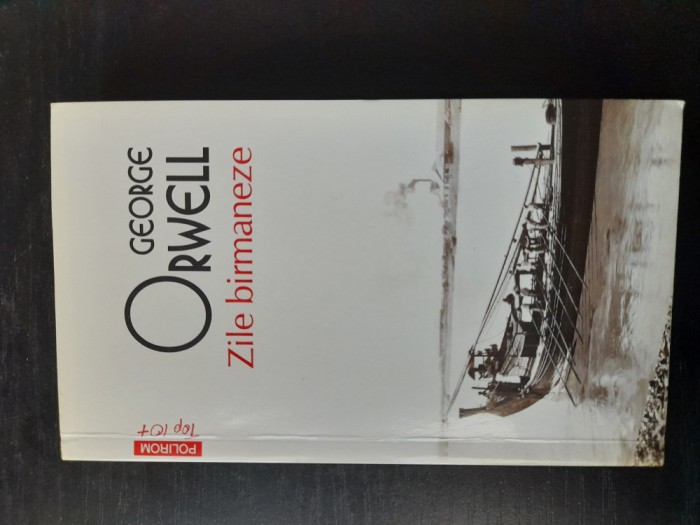 GEORGE
ORWELL
Zile birmaneze
Top 10+
POLIROM